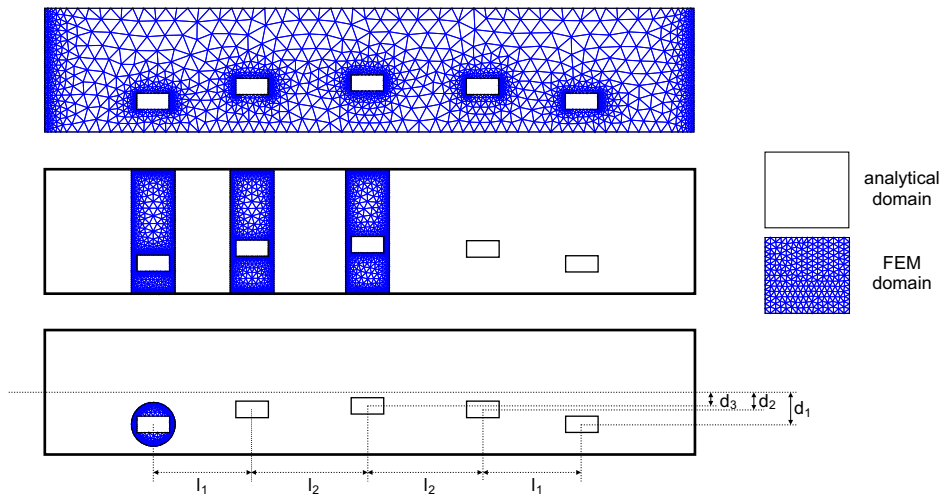 analytical
domain
FEM
domain
d₃
d₂
d₁
l₁
l₂
l₂
l₁